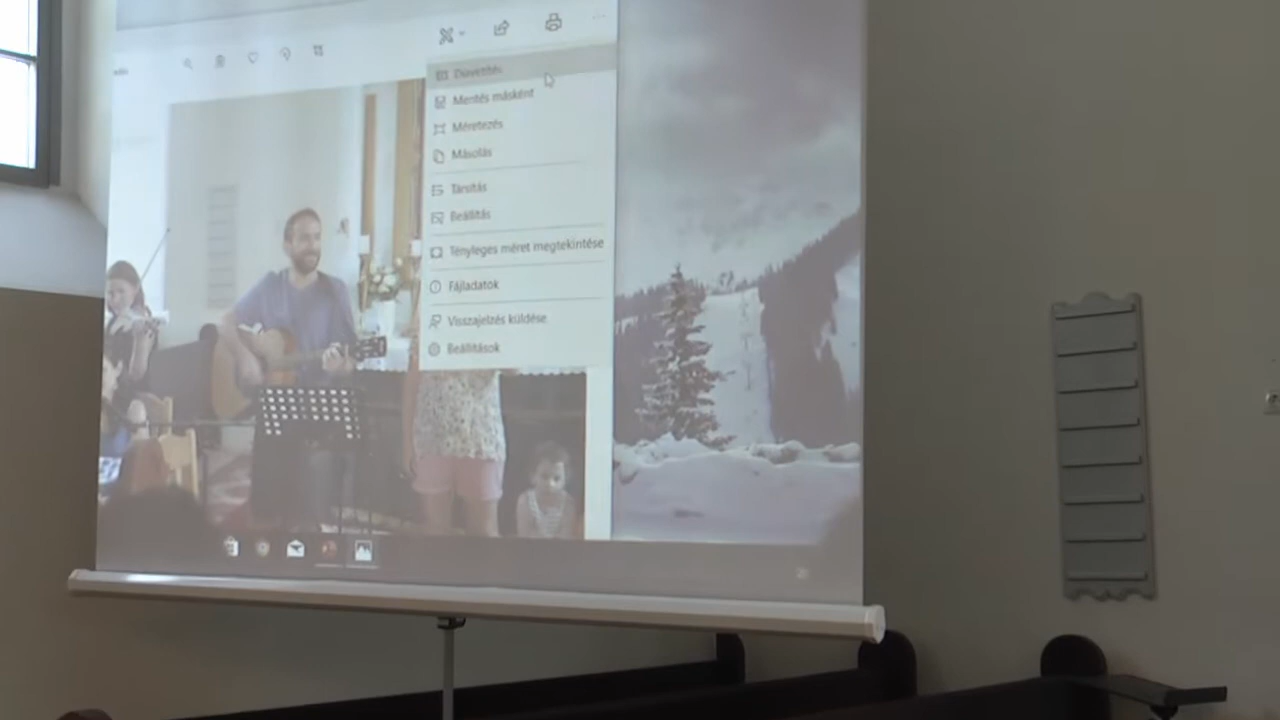 Diavetítés
Mentés másként
Méretezés
Másolás
Társítás
Beállítás
Tényleges méret megtekintése
Fájladatok
Visszajelzés küldése
Beállítások